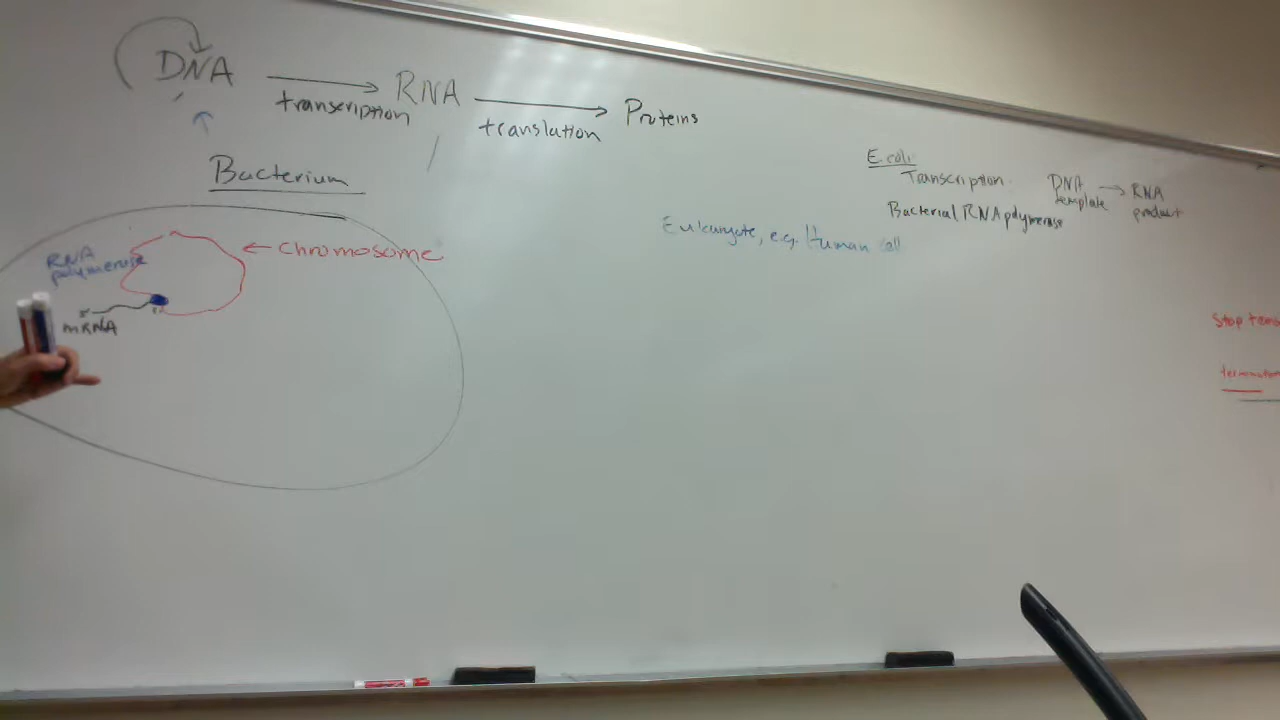 DNA
transcription
RNA
translation
Proteins
Bacterium
RNA
polymerase
Chromosome
mRNA
Eukaryote, e.g. Human cell
E. coli
Transcription
DNA
template
RNA
product
Bacterial RNA polymerase
Stop